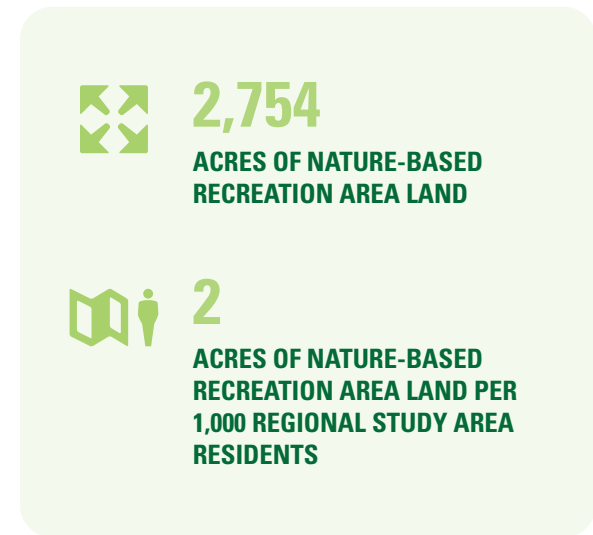 2,754
ACRES OF NATURE-BASED
RECREATION AREA LAND
2
ACRES OF NATURE-BASED
RECREATION AREA LAND PER
1,000 REGIONAL STUDY AREA
RESIDENTS